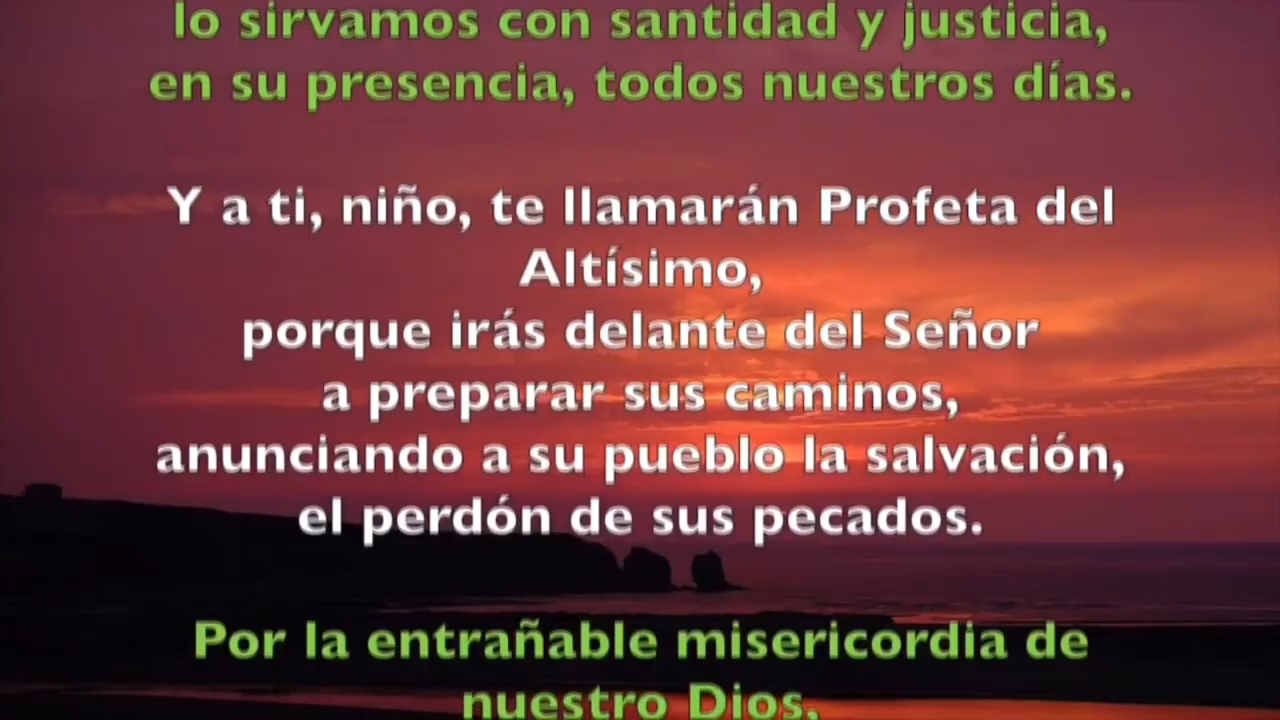 lo sirvamos con santidad y justicia,
en su presencia, todos nuestros días.
Y a ti, niño, te llamarán Profeta del
Altísimo,
porque irás delante del Señor
a preparar sus caminos,
anunciando a su pueblo la salvación,
el perdón de sus pecados.
Por la entrañable misericordia de
nuestro Dios,